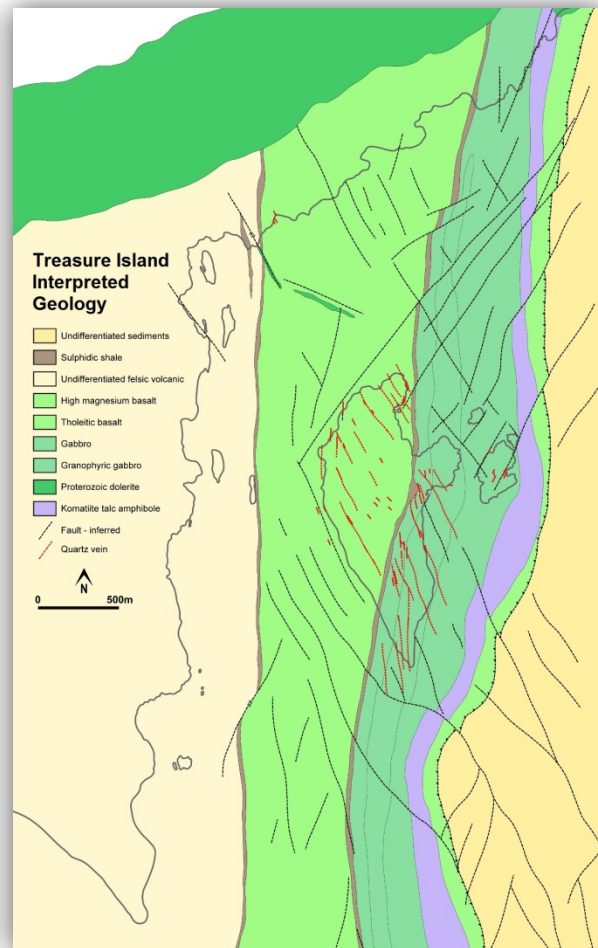 Treasure Island
Interpreted
Geology
Undifferentiated sediments
Sulphidic shale
Undifferentiated felsic volcanic
High magnesium basalt
Tholeitic basalt
Gabbro
Granophyric gabbro
Proterozoic dolerite
Komatiite talc amphibole
Fault - inferred
Quartz vein
N
0 500m